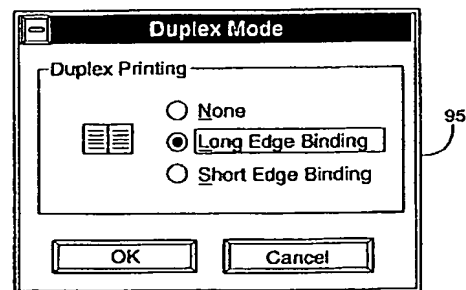 Duplex Mode
Duplex Printing
None
Long Edge Binding
Short Edge Binding
95
OK
Cancel